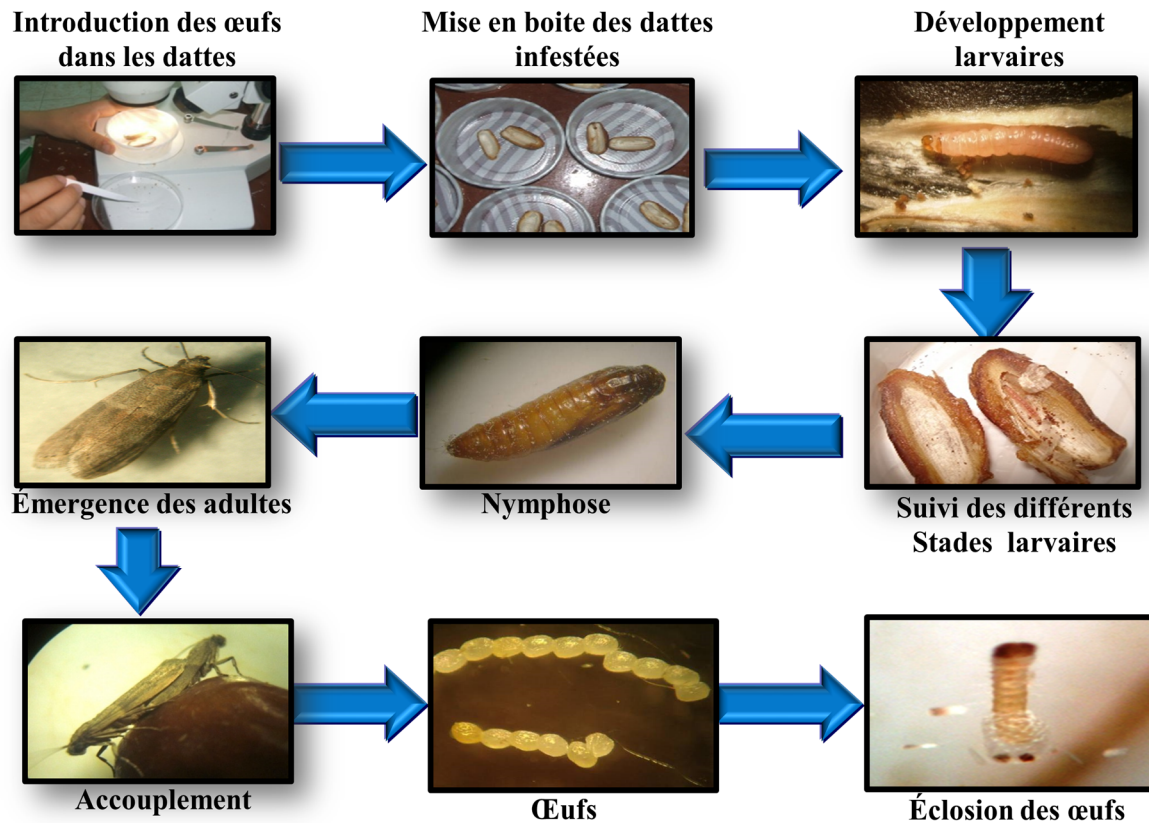 Introduction des œufs
dans les dattes
Mise en boite des dattes
infestées
Développement
larvaires
Émergence des adultes
Nymphose
Suivi des différents
Stades larvaires
Accouplement
Œufs
Éclosion des œufs